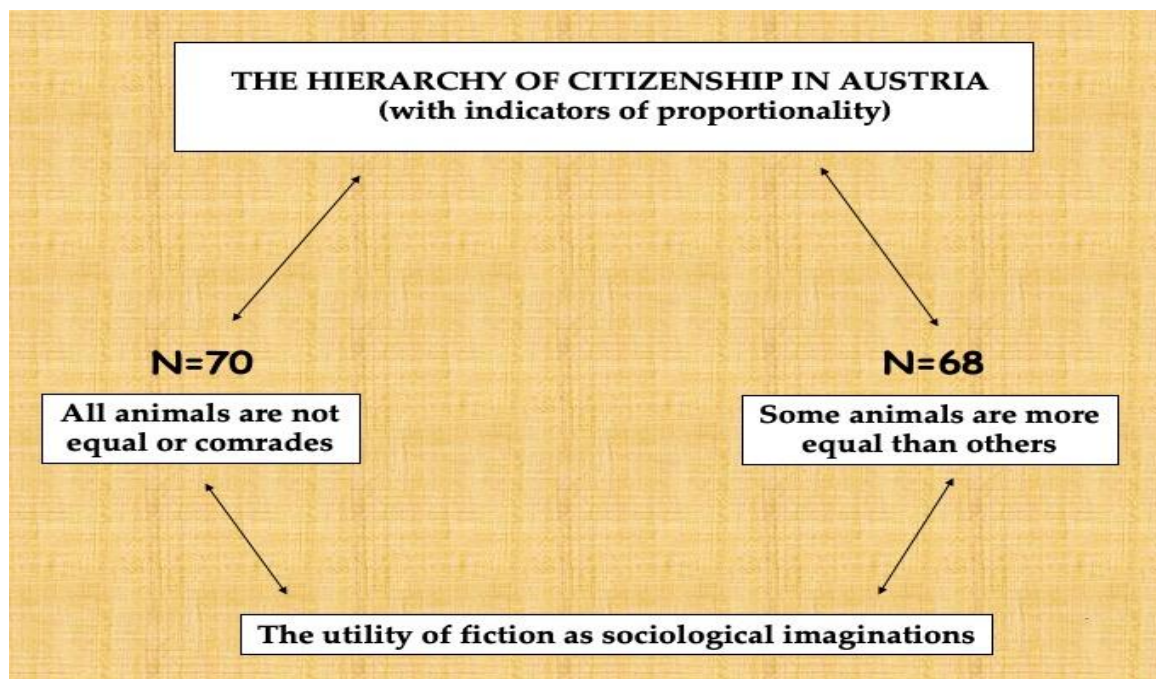 THE HIERARCHY OF CITIZENSHIP IN AUSTRIA
(with indicators of proportionality)
N=70
All animals are not
equal or comrades
N=68
Some animals are more
equal than others
The utility of fiction as sociological imaginations